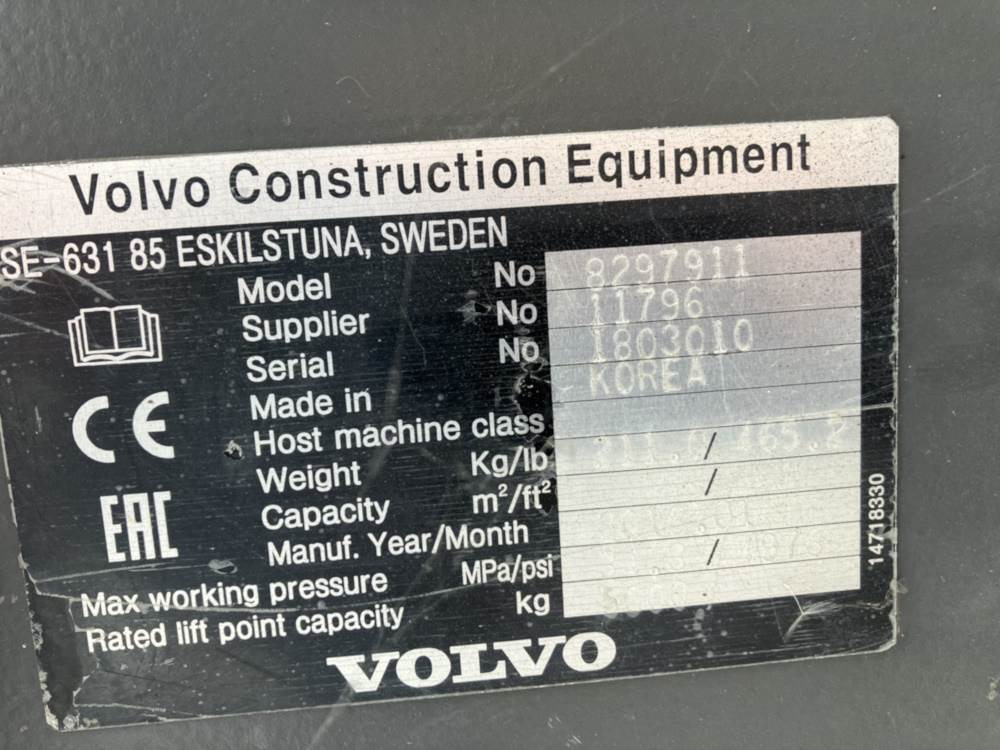 Volvo Construction Equipment
SE-631 85 ESKILSTUNA, SWEDEN
Model No 8297911
Supplier No 11796
Serial No 1803010
Made in KOREA
Host machine class
Weight Kg/lb 211.0/465.2
Capacity m²/ft² /
Manuf. Year/Month
Max working pressure MPa/psi /
Rated lift point capacity kg
CE
EAC
14718330
VOLVO